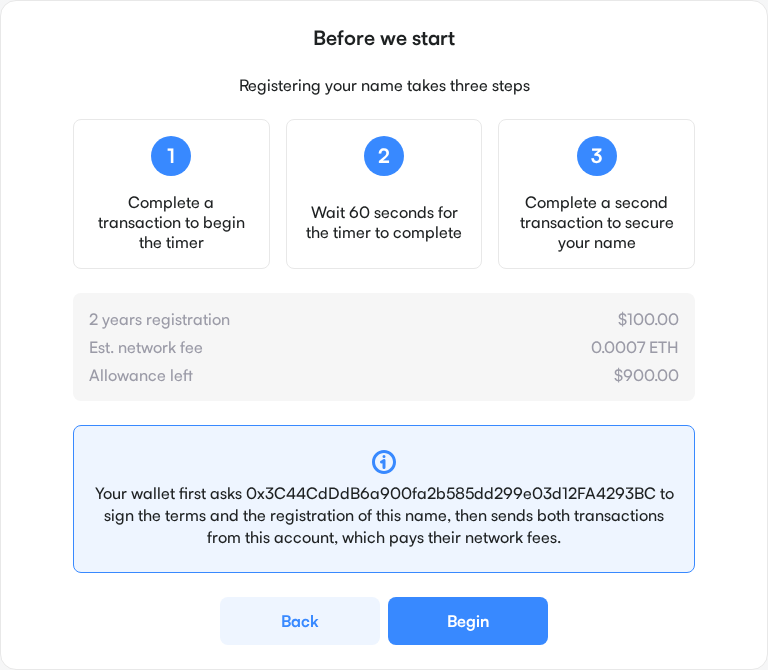 Before we start
Registering your name takes three steps
1
Complete a
transaction to begin
the timer
2
Wait 60 seconds for
the timer to complete
3
Complete a second
transaction to secure
your name
2 years registration $100.00
Est. network fee 0.0007 ETH
Allowance left $900.00
Your wallet first asks 0x3C44CdDdB6a900fa2b585dd299e03d12FA4293BC to
sign the terms and the registration of this name, then sends both transactions
from this account, which pays their network fees.
Back Begin